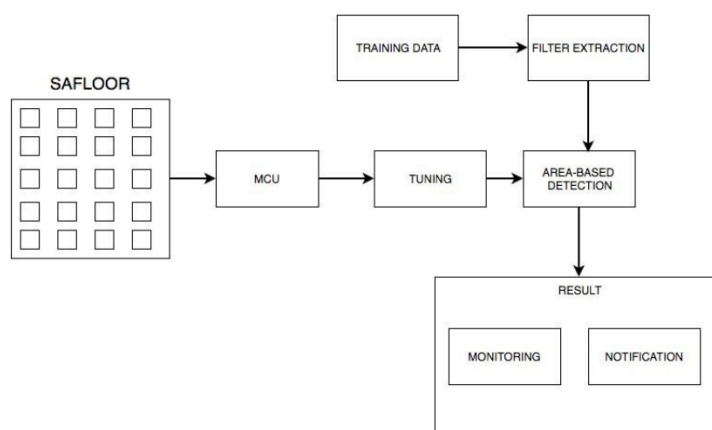 TRAINING DATA
FILTER EXTRACTION
SAFLOOR
MCU
TUNING
AREA-BASED
DETECTION
RESULT
MONITORING
NOTIFICATION